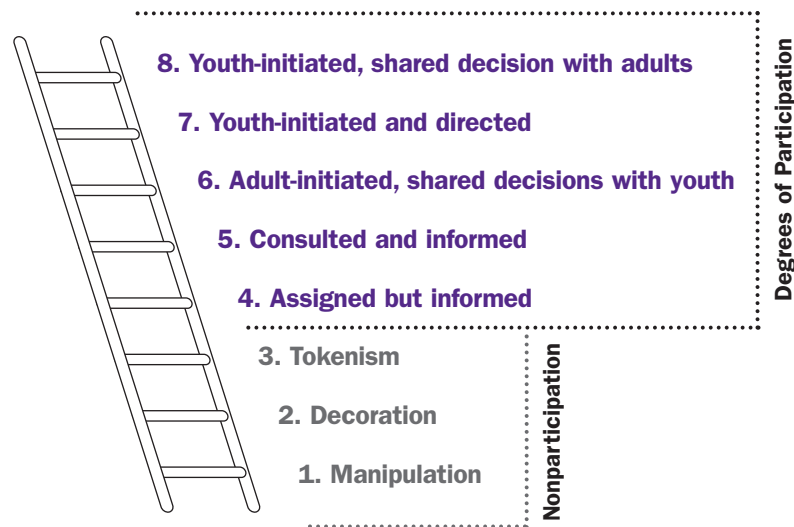 8. Youth-initiated, shared decision with adults
7. Youth-initiated and directed
6. Adult-initiated, shared decisions with youth
5. Consulted and informed
4. Assigned but informed
Degrees of Participation
3. Tokenism
2. Decoration
1. Manipulation
Nonparticipation